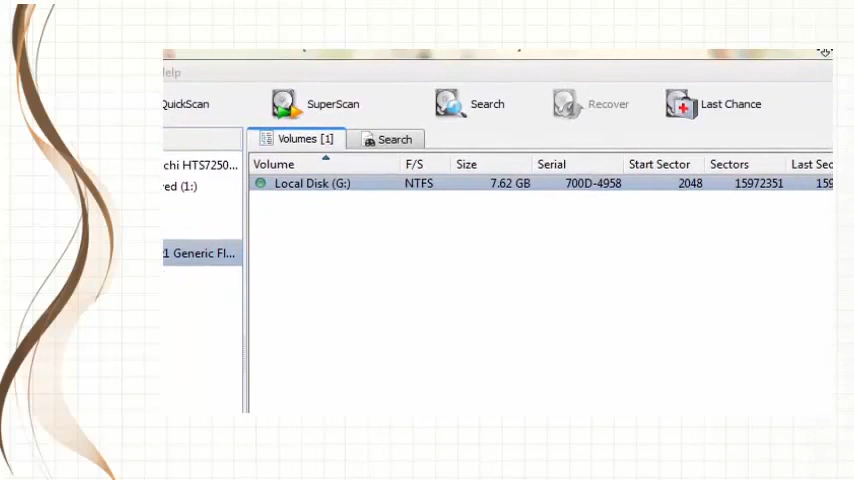 Help
QuickScan SuperScan Search Recover Last Chance
Volumes [1] Search
Volume F/S Size Serial Start Sector Sectors Last Sec
chi HTS7250...
Local Disk (G:) NTFS 7.62 GB 700D-4958 2048 15972351 159
red (1:)
1 Generic Fl...